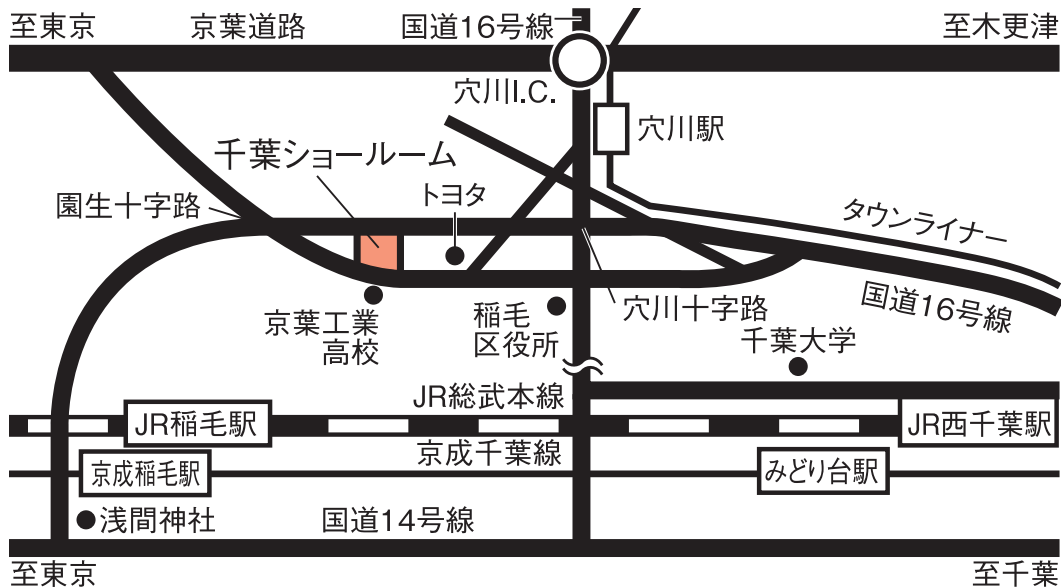 至東京
京葉道路
国道16号線
至木更津
穴川I.C.
穴川駅
千葉ショールーム
トヨタ
園生十字路
タウンライナー
国道16号線
穴川十字路
京葉工業
高校
稲毛
区役所
千葉大学
JR総武本線
JR稲毛駅
JR西千葉駅
京成千葉線
京成稲毛駅
みどり台駅
浅間神社
国道14号線
至東京
至千葉